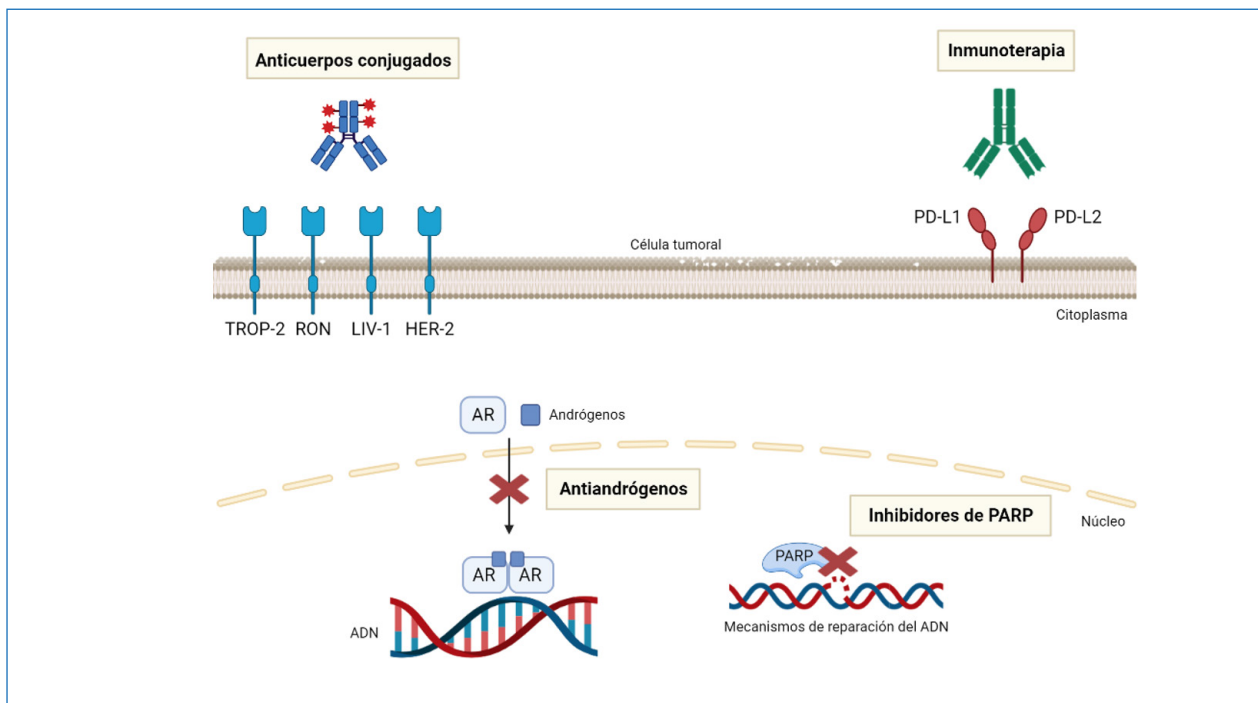 Anticuerpos conjugados
Inmunoterapia
PD-L1
PD-L2
Célula tumoral
TROP-2
RON
LIV-1
HER-2
Citoplasma
AR
Andrógenos
Antiandrógenos
Inhibidores de PARP
Núcleo
PARP
AR
AR
ADN
Mecanismos de reparación del ADN